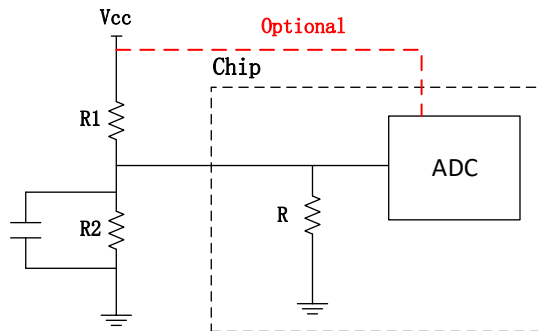 Vcc
Optional
Chip
R1
ADC
R2
R